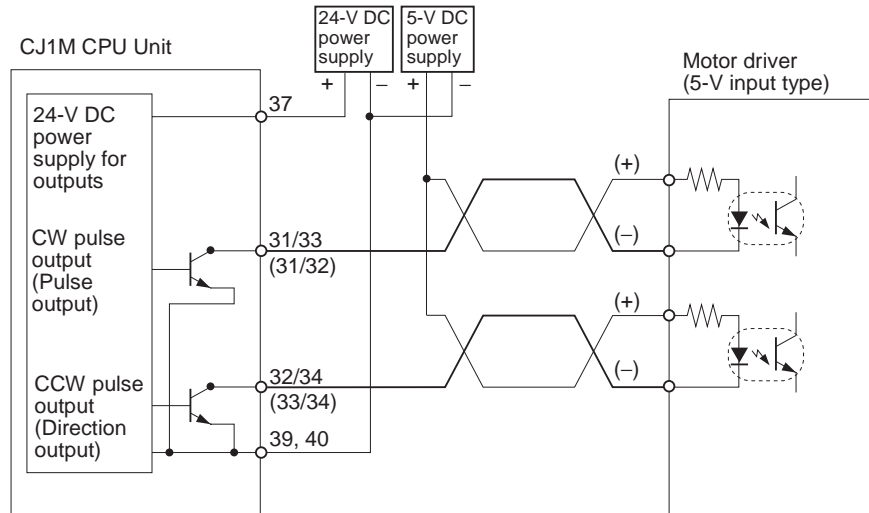 CJ1M CPU Unit
24-V DC
power
supply
5-V DC
power
supply
+ –
+ –
Motor driver
(5-V input type)
24-V DC
power
supply for
outputs
37
CW pulse
output
(Pulse
output)
31/33
(31/32)
(+)
(–)
CCW pulse
output
(Direction
output)
32/34
(33/34)
39, 40
(+)
(–)